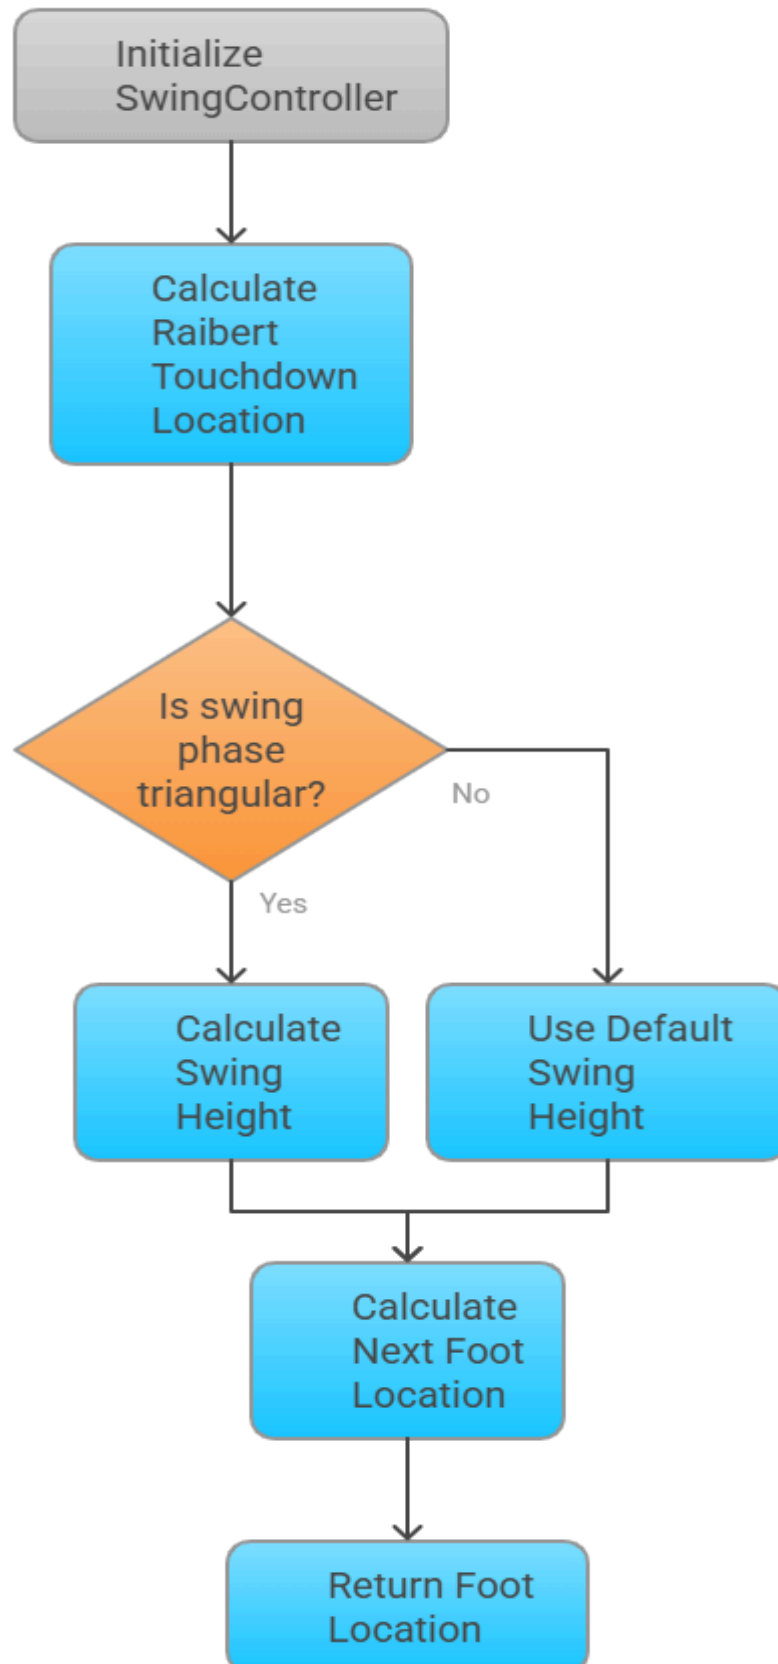 Initialize
SwingController
Calculate
Raibert
Touchdown
Location
Is swing
phase
triangular?
No
Yes
Calculate
Swing
Height
Use Default
Swing
Height
Calculate
Next Foot
Location
Return Foot
Location